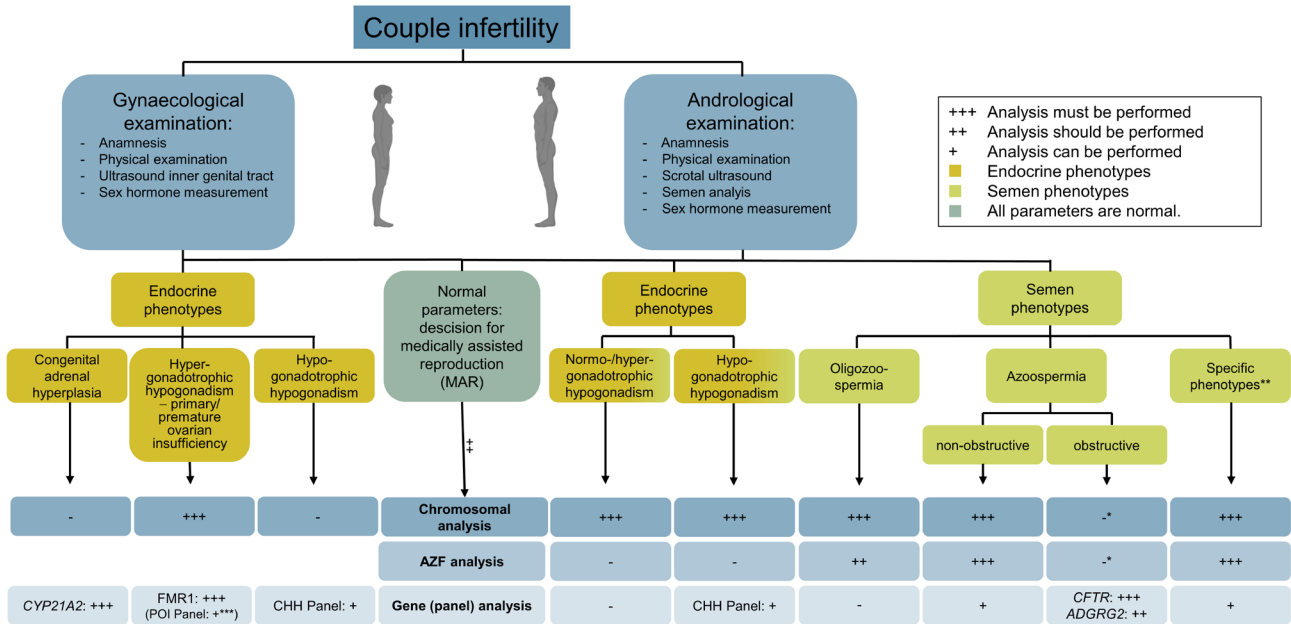 Couple infertility
Gynaecological
examination:
- Anamnesis
- Physical examination
- Ultrasound inner genital tract
- Sex hormone measurement
Andrological
examination:
- Anamnesis
- Physical examination
- Scrotal ultrasound
- Semen analyis
- Sex hormone measurement
+++ Analysis must be performed
++ Analysis should be performed
+ Analysis can be performed
Endocrine phenotypes
Semen phenotypes
All parameters are normal.
Endocrine
phenotypes
Normal
parameters:
descision for
medically assisted
reproduction
(MAR)
Endocrine
phenotypes
Semen
phenotypes
Congenital
adrenal
hyperplasia
Hyper-
gonadotrophic
hypogonadism
– primary/
premature
ovarian
insufficiency
Hypo-
gonadotrophic
hypogonadism
Normo-/hyper-
gonadotrophic
hypogonadism
Hypo-
gonadotrophic
hypogonadism
Oligozoo-
spermia
Azoospermia
Specific
phenotypes**
non-obstructive
obstructive
++
- +++ - Chromosomal
analysis
+++ +++ +++ +++ -* +++
AZF analysis - - ++ +++ -* +++
CYP21A2: +++
FMR1: +++
(POI Panel: +***)
CHH Panel: +
Gene (panel) analysis
-
CHH Panel: +
-
+
CFTR: +++
ADGRG2: ++
+